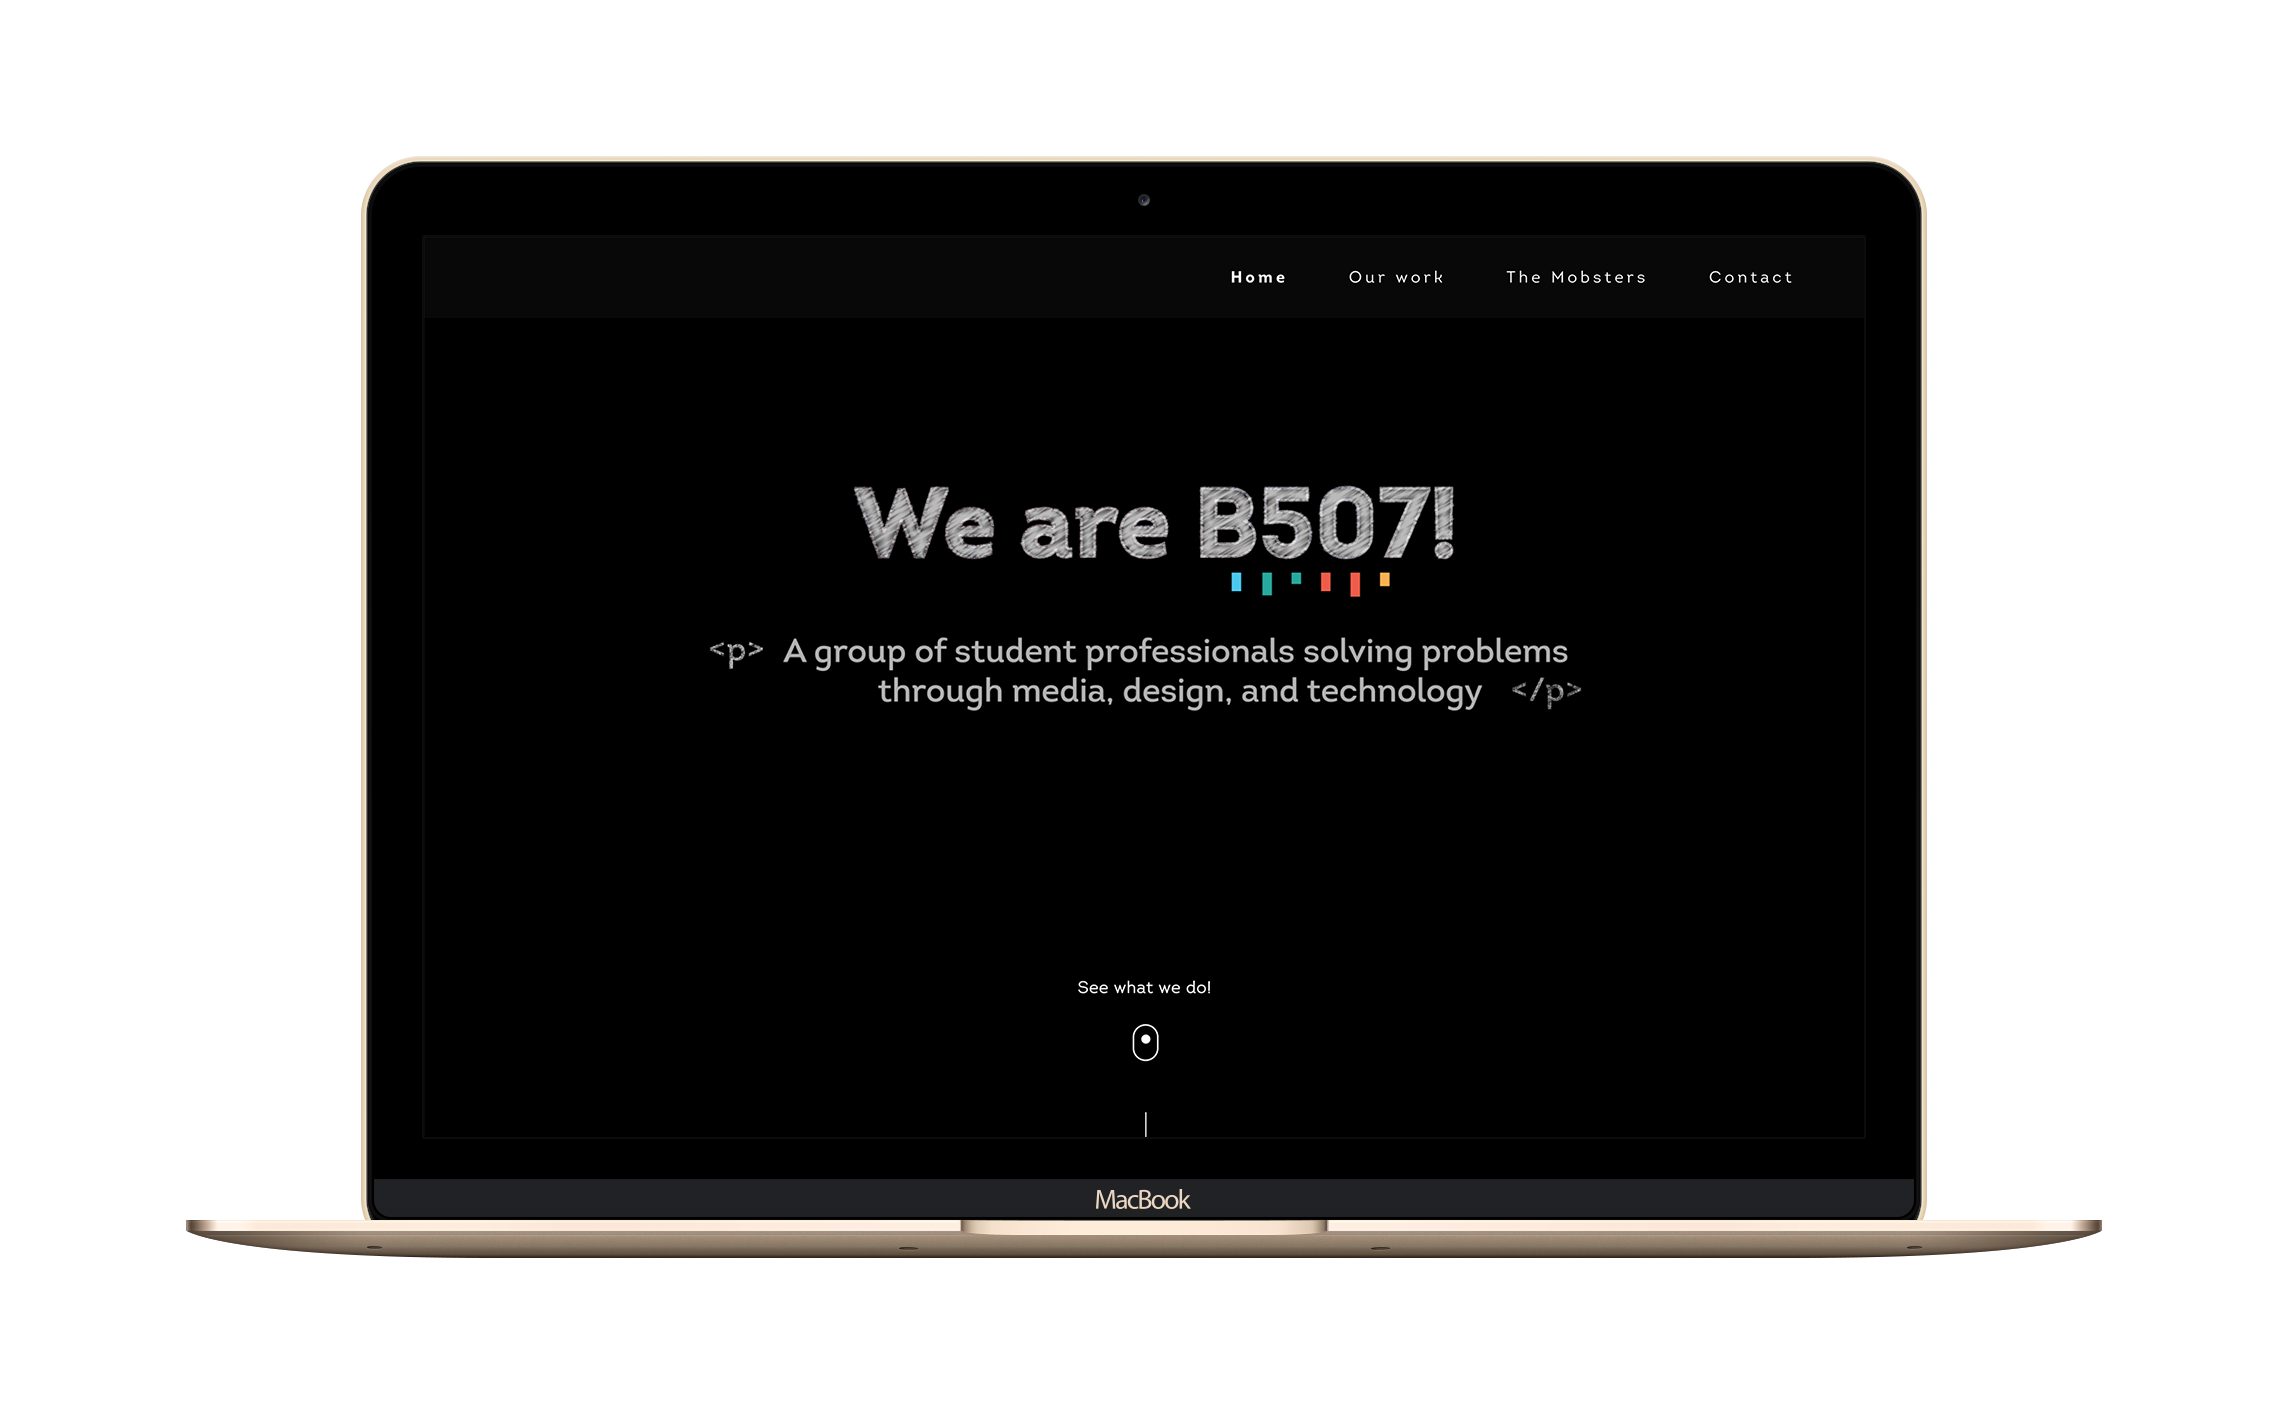 Home Our work The Mobsters Contact
We are B507!
<p> A group of student professionals solving problems
through media, design, and technology </p>
See what we do!
MacBook